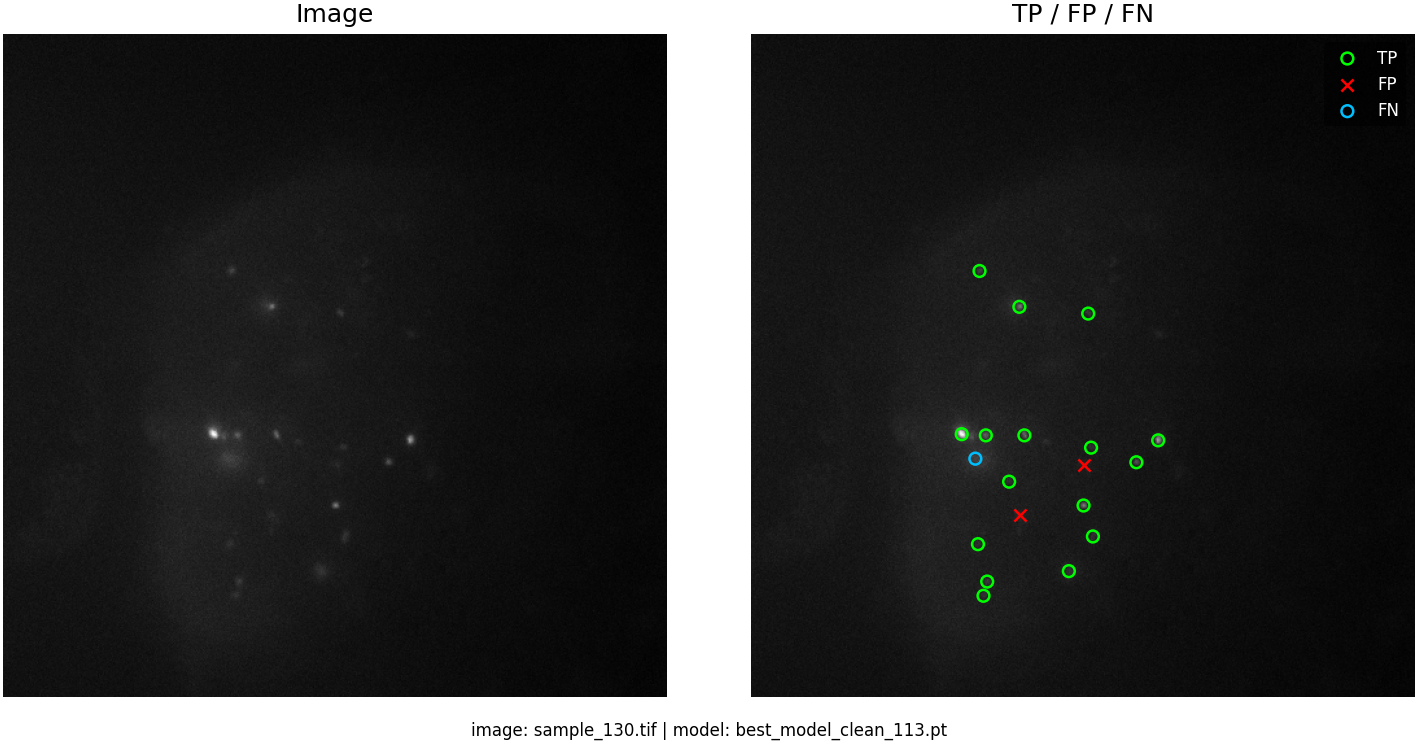 Image
TP / FP / FN
TP
FP
FN
image: sample_130.tif | model: best_model_clean_113.pt